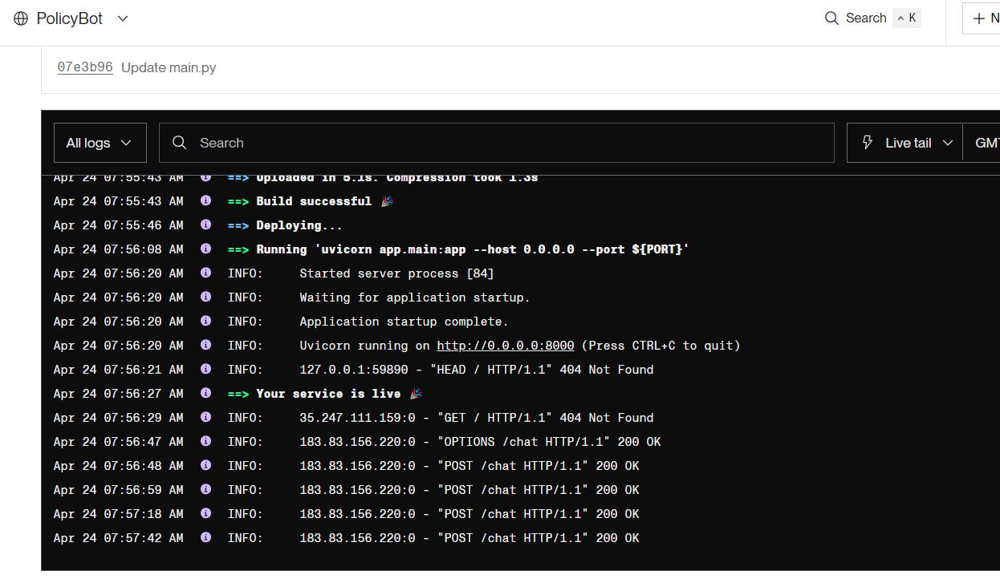 PolicyBot
Search ^ K
+ N
07e3b96 Update main.py
All logs
Search
Live tail
GMT
Apr 24 07:55:43 AM ==> Uploaded in 5.1s. Compression took 1.3s
Apr 24 07:55:43 AM ==> Build successful 🎉
Apr 24 07:55:46 AM ==> Deploying...
Apr 24 07:56:08 AM ==> Running 'uvicorn app.main:app --host 0.0.0.0 --port ${PORT}'
Apr 24 07:56:20 AM INFO: Started server process [84]
Apr 24 07:56:20 AM INFO: Waiting for application startup.
Apr 24 07:56:20 AM INFO: Application startup complete.
Apr 24 07:56:20 AM INFO: Uvicorn running on http://0.0.0.0:8000 (Press CTRL+C to quit)
Apr 24 07:56:21 AM INFO: 127.0.0.1:59890 - "HEAD / HTTP/1.1" 404 Not Found
Apr 24 07:56:27 AM ==> Your service is live 🎉
Apr 24 07:56:29 AM INFO: 35.247.111.159:0 - "GET / HTTP/1.1" 404 Not Found
Apr 24 07:56:47 AM INFO: 183.83.156.220:0 - "OPTIONS /chat HTTP/1.1" 200 OK
Apr 24 07:56:48 AM INFO: 183.83.156.220:0 - "POST /chat HTTP/1.1" 200 OK
Apr 24 07:56:59 AM INFO: 183.83.156.220:0 - "POST /chat HTTP/1.1" 200 OK
Apr 24 07:57:18 AM INFO: 183.83.156.220:0 - "POST /chat HTTP/1.1" 200 OK
Apr 24 07:57:42 AM INFO: 183.83.156.220:0 - "POST /chat HTTP/1.1" 200 OK